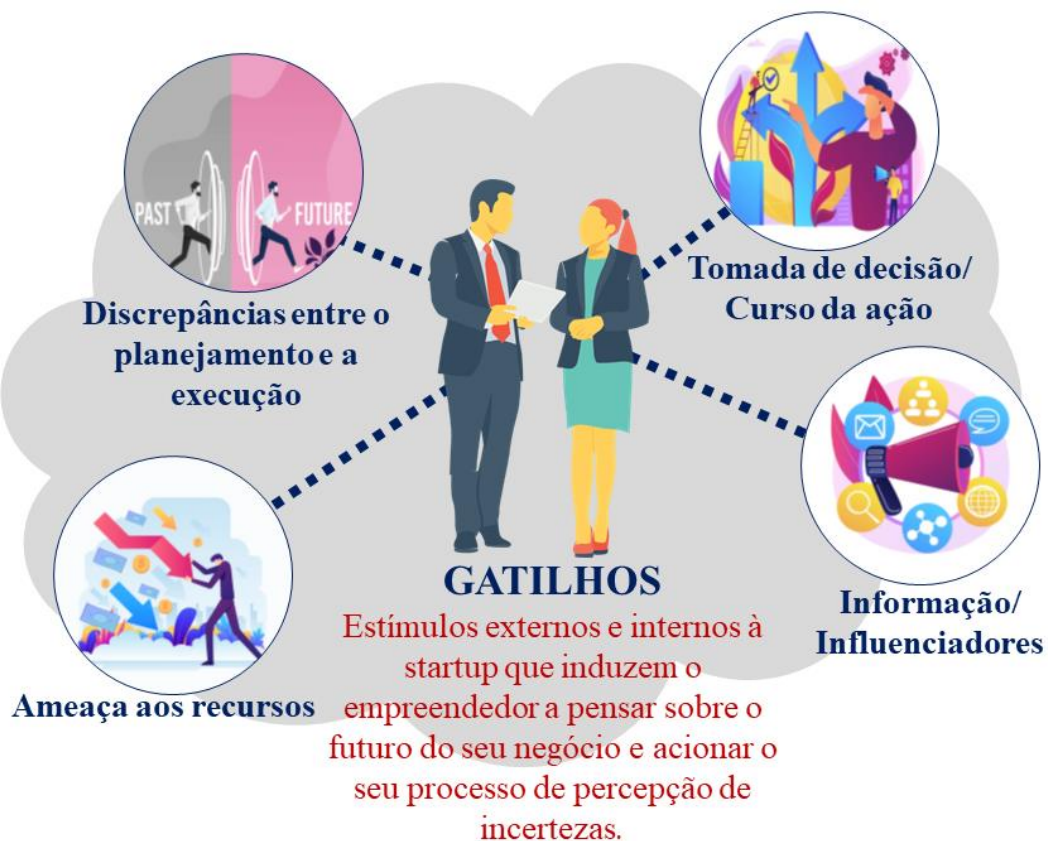 PAST
FUTURE
Discrepâncias entre o
planejamento e a
execução
Tomada de decisão/
Curso da ação
Ameaça aos recursos
Informação/
Influenciadores
GATILHOS
Estímulos externos e internos à
startup que induzem o
empreendedor a pensar sobre o
futuro do seu negócio e acionar o
seu processo de percepção de
incertezas.